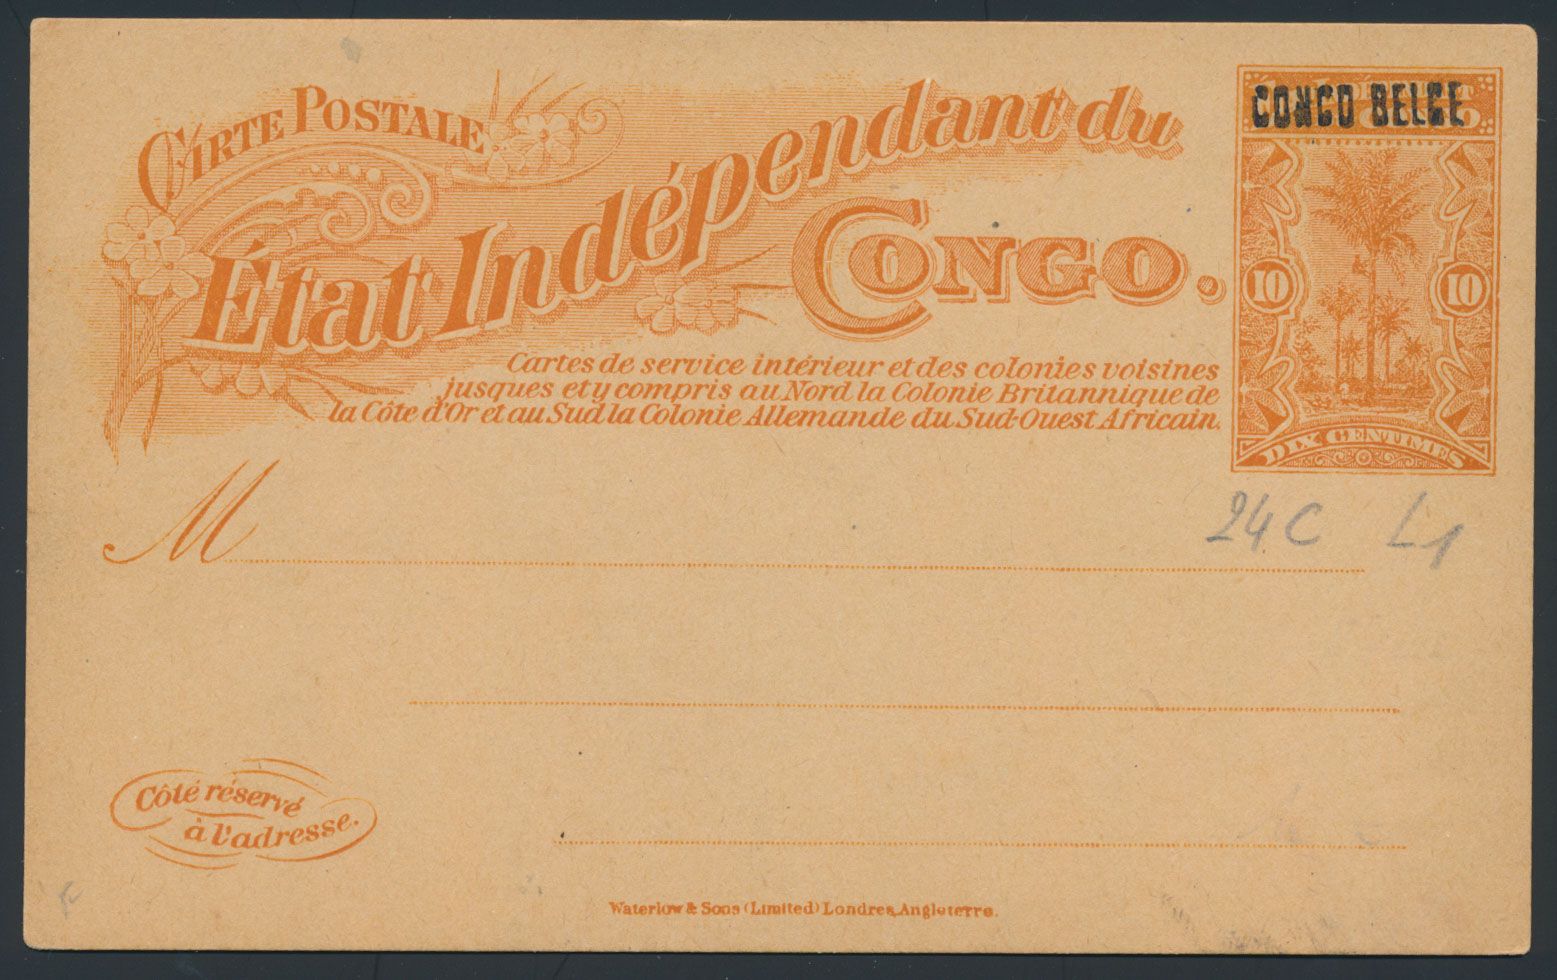 CARTE POSTALE
État Indépendant du
CONGO.
Cartes de service intérieur et des colonies voisines
jusques et y compris au Nord la Colonie Britannique de
la Côte d'Or et au Sud la Colonie Allemande du Sud-Ouest Africain.
CONGO BELGE
10 10
DIX CENTIMES
24 C L1
M
Côté réservé
à l'adresse.
Waterlow & Sons (Limited) Londres, Angleterre.